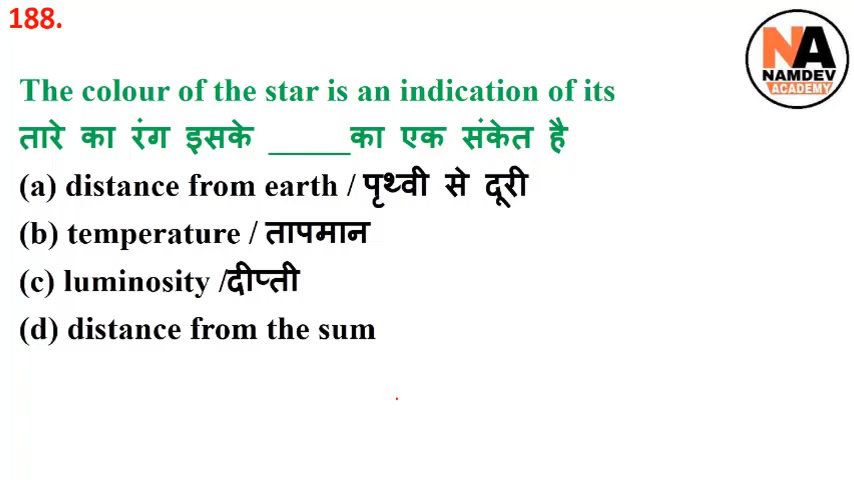 188.
NA
NAMDEV
ACADEMY
The colour of the star is an indication of its
तारे का रंग इसके _____का एक संकेत है
(a) distance from earth / पृथ्वी से दूरी
(b) temperature / तापमान
(c) luminosity /दीप्ती
(d) distance from the sum